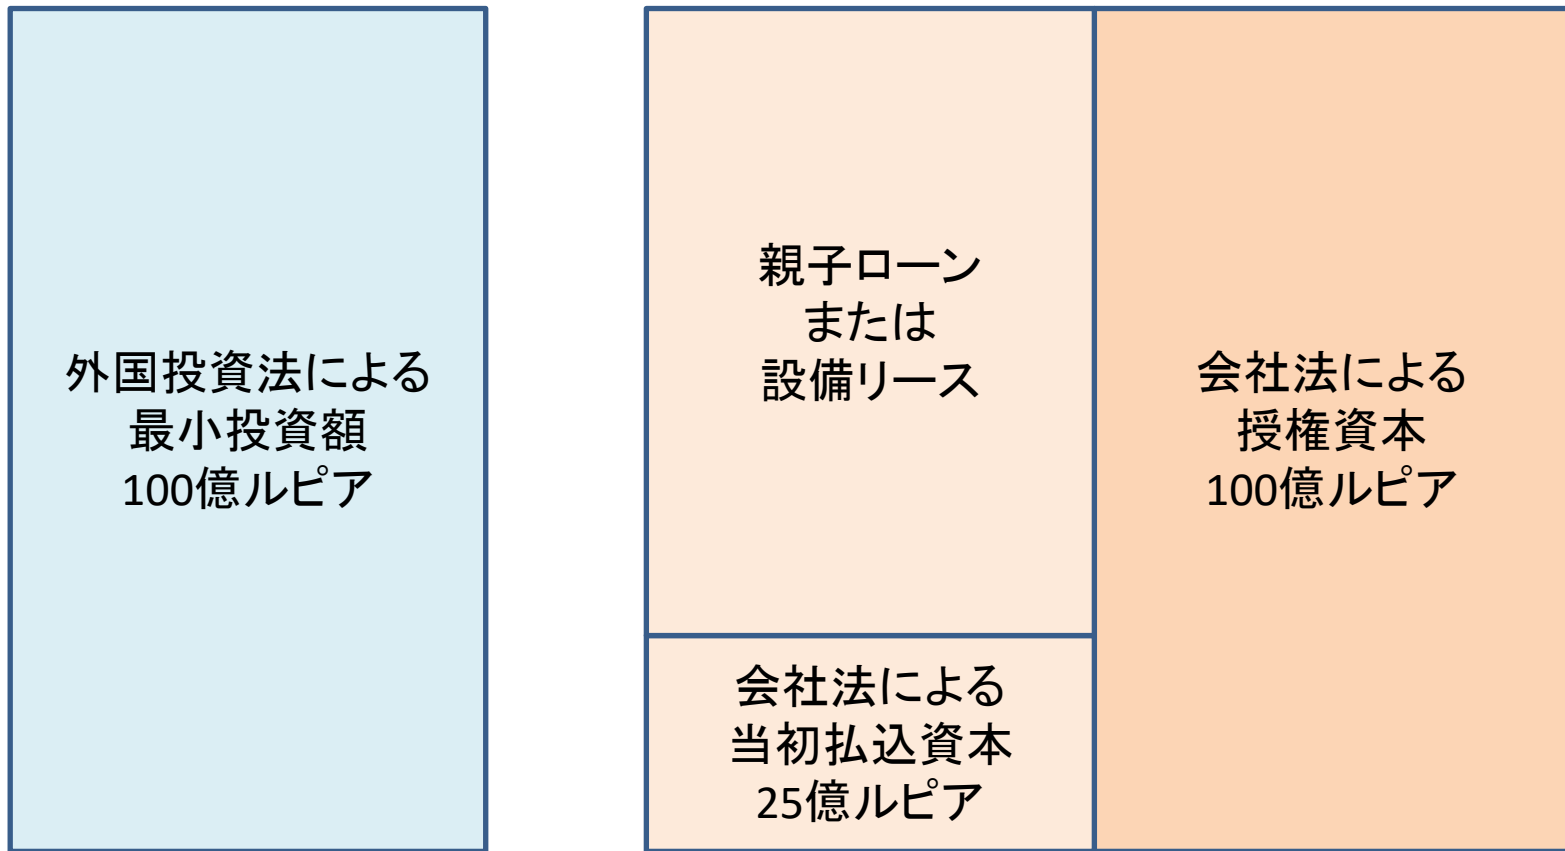 外国投資法による
最小投資額
100億ルピア
親子ローン
または
設備リース
会社法による
当初払込資本
25億ルピア
会社法による
授権資本
100億ルピア